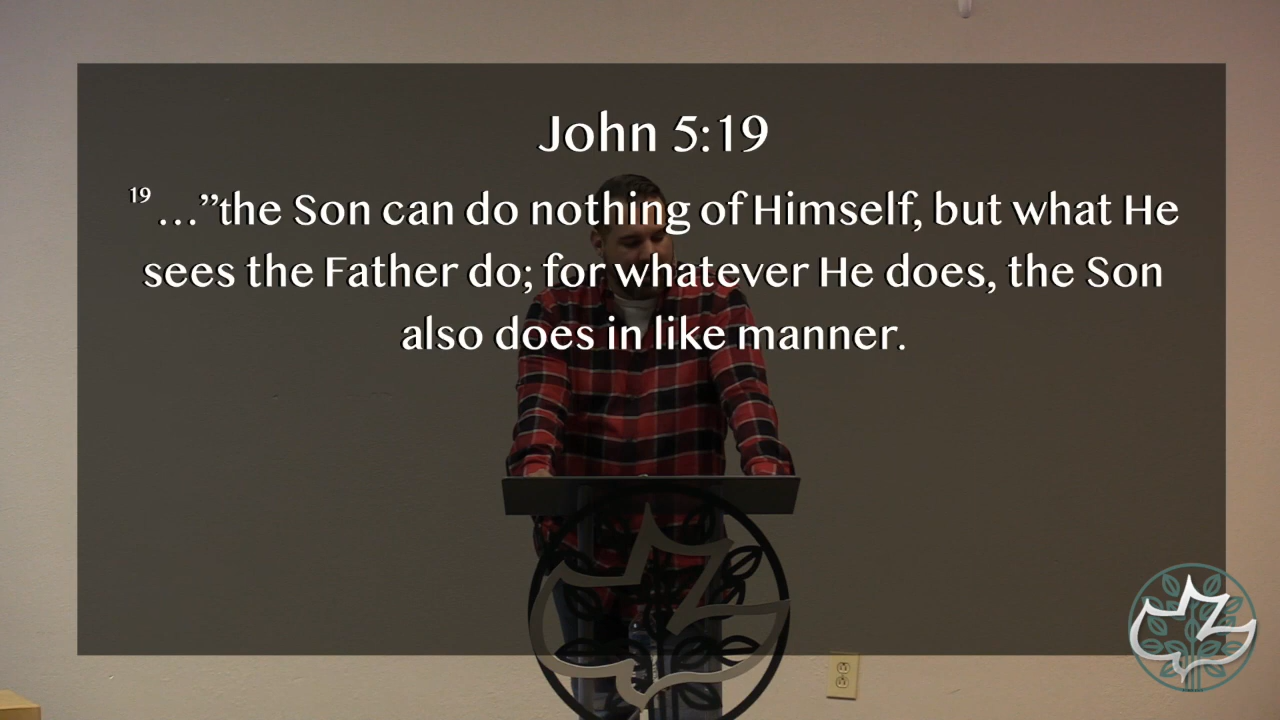 John 5:19
19 …”the Son can do nothing of Himself, but what He
sees the Father do; for whatever He does, the Son
also does in like manner.